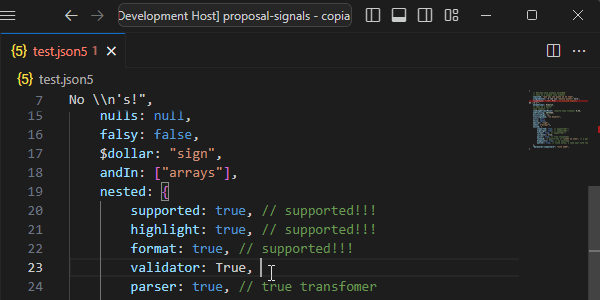 Development Host] proposal-signals - copia
{5} test.json5 1
{5} test.json5
7 No \\n's!",
15 nulls: null,
16 falsy: false,
17 $dollar: "sign",
18 andIn: ["arrays"],
19 nested: {
20 supported: true, // supported!!!
21 highlight: true, // supported!!!
22 format: true, // supported!!!
23 validator: True,
24 parser: true, // true transfomer